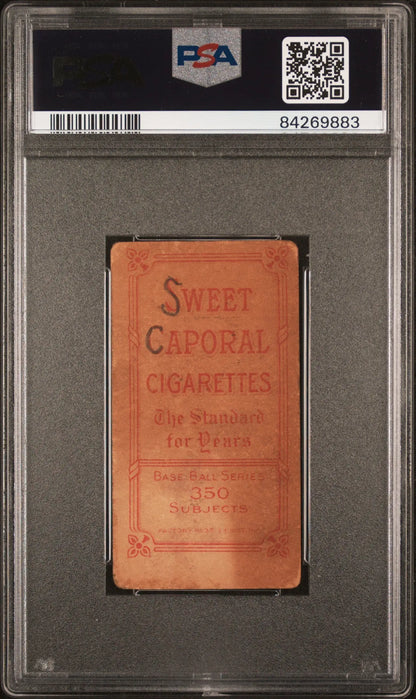 PSA
84269883
SWEET
CAPORAL
CIGARETTES
The Standard
for Years
BASE BALL SERIES
350
SUBJECTS